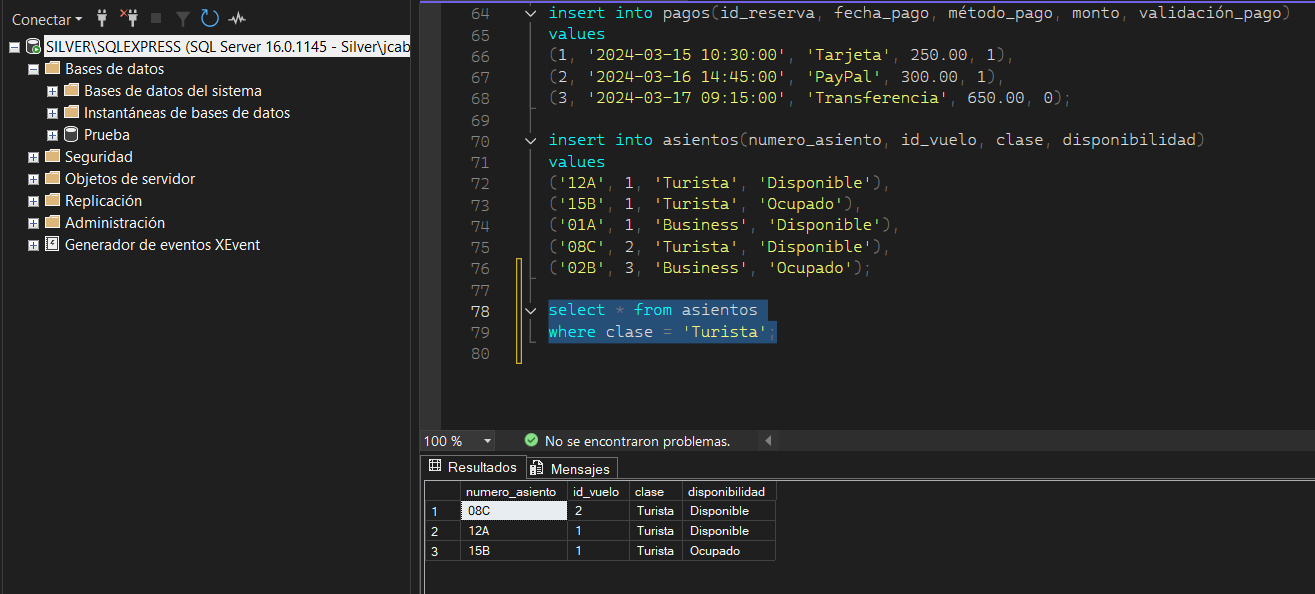 Conectar
SILVER\SQLEXPRESS (SQL Server 16.0.1145 - Silver\jcab
Bases de datos
Bases de datos del sistema
Instantáneas de bases de datos
Prueba
Seguridad
Objetos de servidor
Replicación
Administración
Generador de eventos XEvent
64 insert into pagos(id_reserva, fecha_pago, método_pago, monto, validación_pago)
65 values
66 (1, '2024-03-15 10:30:00', 'Tarjeta', 250.00, 1),
67 (2, '2024-03-16 14:45:00', 'PayPal', 300.00, 1),
68 (3, '2024-03-17 09:15:00', 'Transferencia', 650.00, 0);
69
70 insert into asientos(numero_asiento, id_vuelo, clase, disponibilidad)
71 values
72 ('12A', 1, 'Turista', 'Disponible'),
73 ('15B', 1, 'Turista', 'Ocupado'),
74 ('01A', 1, 'Business', 'Disponible'),
75 ('08C', 2, 'Turista', 'Disponible'),
76 ('02B', 3, 'Business', 'Ocupado');
77
78 select * from asientos
79 where clase = 'Turista';
80
100 % No se encontraron problemas.
Resultados Mensajes
numero_asiento id_vuelo clase disponibilidad
1 08C 2 Turista Disponible
2 12A 1 Turista Disponible
3 15B 1 Turista Ocupado